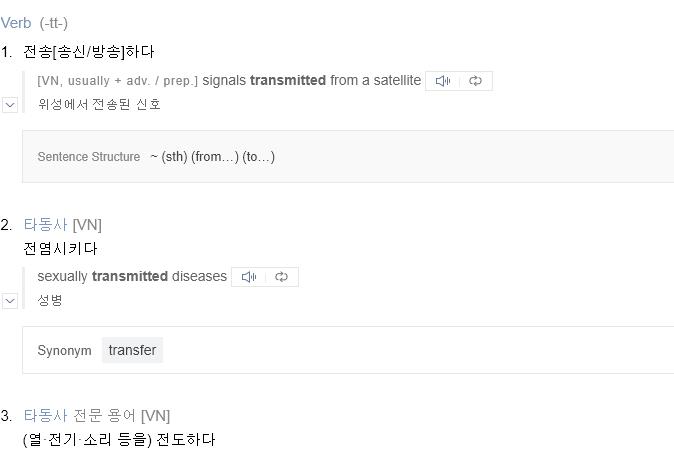 Verb (-tt-)
1. 전송[송신/방송]하다
[VN, usually + adv. / prep.] signals transmitted from a satellite
위성에서 전송된 신호
Sentence Structure ~ (sth) (from…) (to…)
2. 타동사 [VN]
전염시키다
sexually transmitted diseases
성병
Synonym transfer
3. 타동사 전문 용어 [VN]
(열·전기·소리 등을) 전도하다